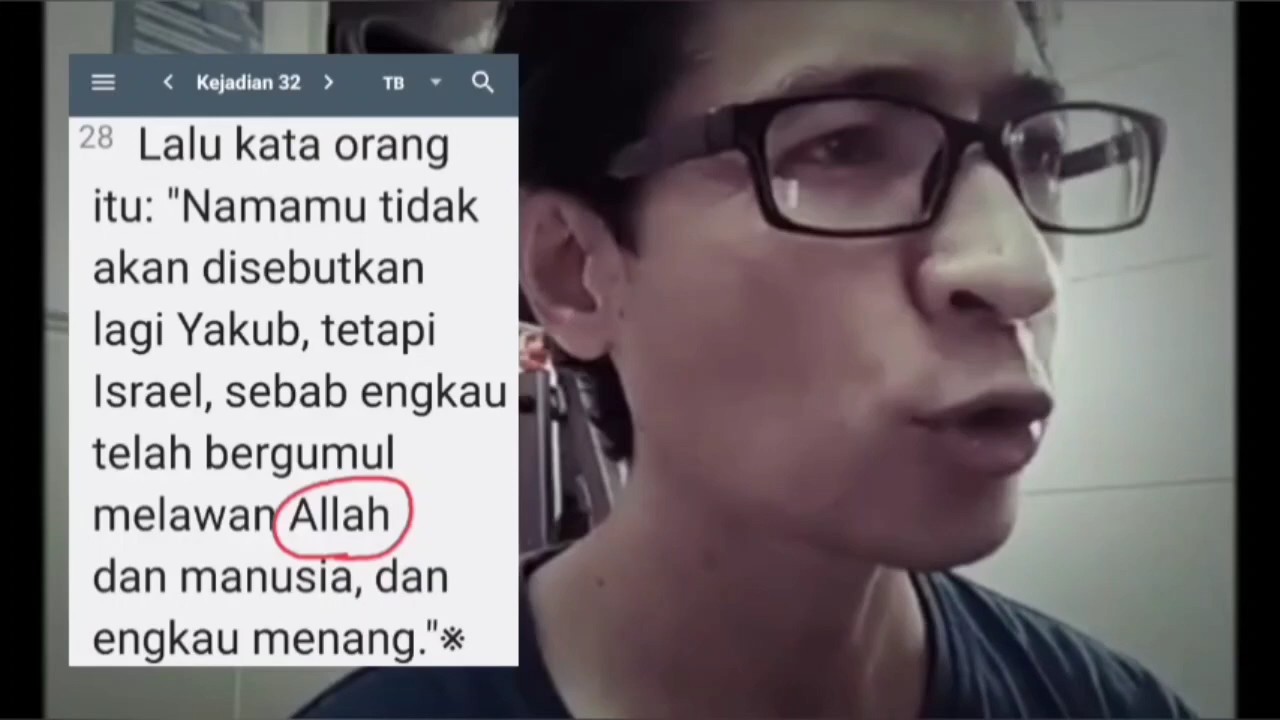 Kejadian 32 TB
28 Lalu kata orang
itu: "Namamu tidak
akan disebutkan
lagi Yakub, tetapi
Israel, sebab engkau
telah bergumul
melawan Allah
dan manusia, dan
engkau menang."※